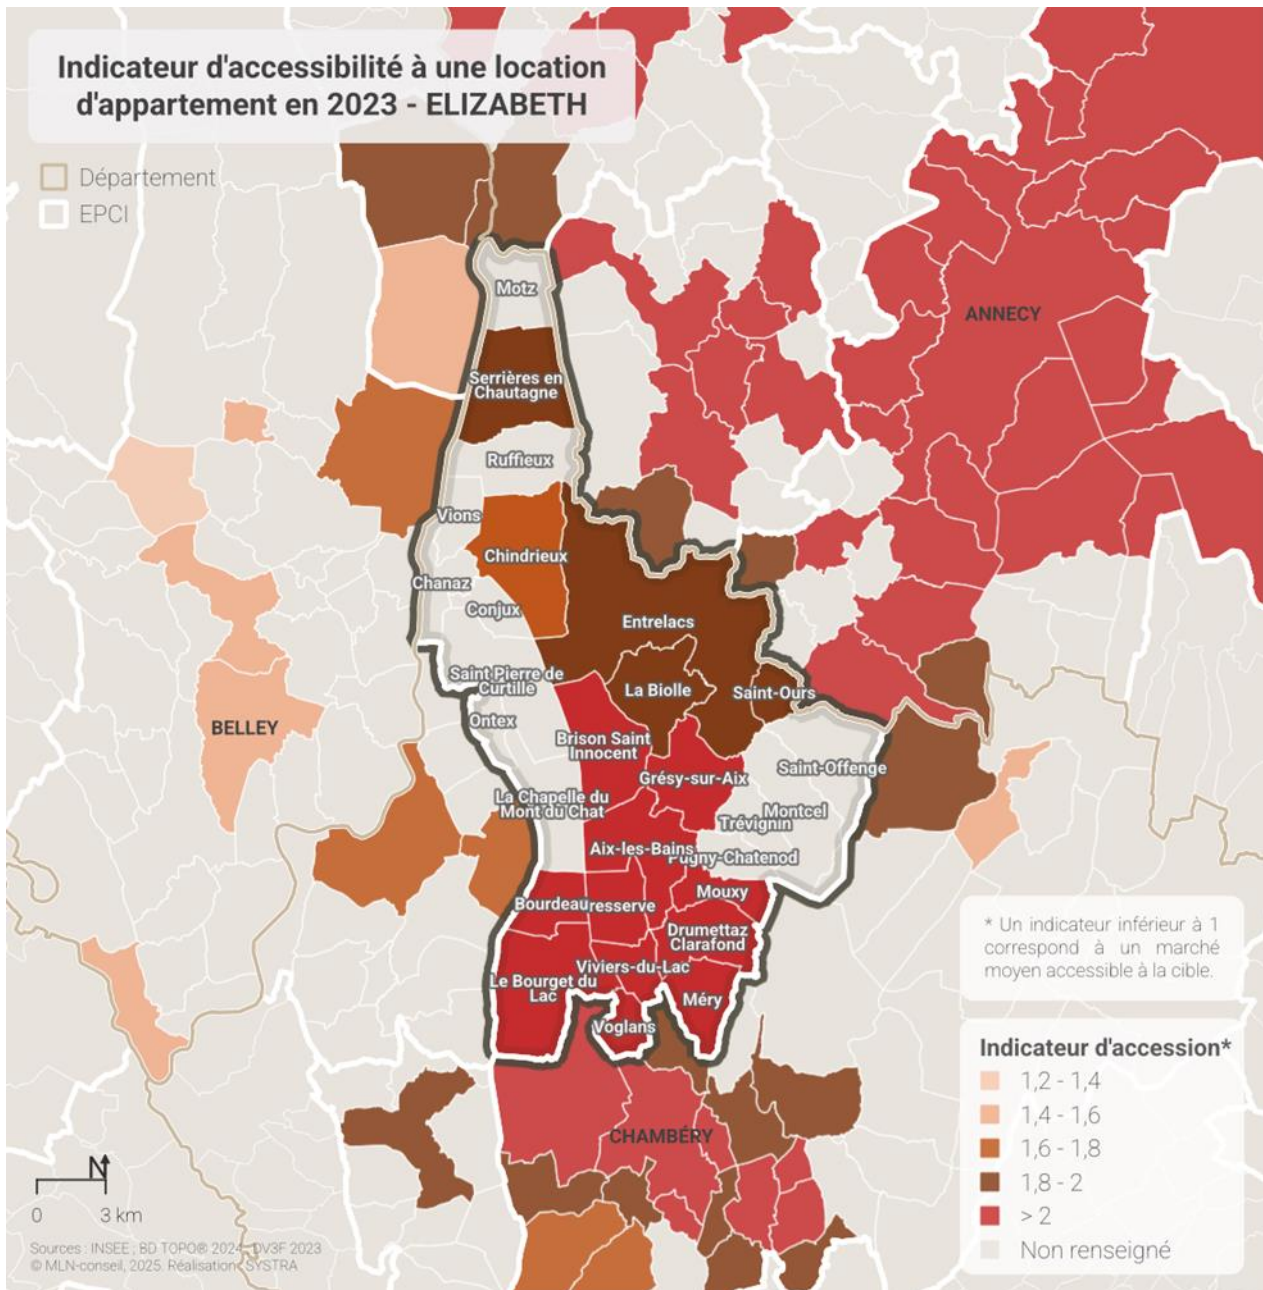 Indicateur d'accessibilité à une location
d'appartement en 2023 - ELIZABETH
Département
EPCI
Motz
ANNECY
Serrières en
Chautagne
Ruffieux
Vions
Chindrieux
Chanaz
Conjux
Entrelacs
Saint Pierre de
Curtille
La Biolle
Saint-Ours
Ontex
BELLEY
Brison Saint
Innocent
Grésy-sur-Aix
Saint-Offenge
La Chapelle du
Mont du Chat
Montcel
Trévignin
Aix-les-Bains
Pugny-Chatenod
Mouxy
Bourdeau
resserve
Drumettaz
Clarafond
Viviers-du-Lac
Le Bourget du
Lac
Méry
Voglans
CHAMBÉRY
* Un indicateur inférieur à 1
correspond à un marché
moyen accessible à la cible.
Indicateur d'accession*
1,2 - 1,4
1,4 - 1,6
1,6 - 1,8
1,8 - 2
> 2
Non renseigné
N
0 3 km
Sources : INSEE ; BD TOPO® 2024 ; DV3F 2023
© MLN-conseil, 2025. Réalisation : SYSTRA